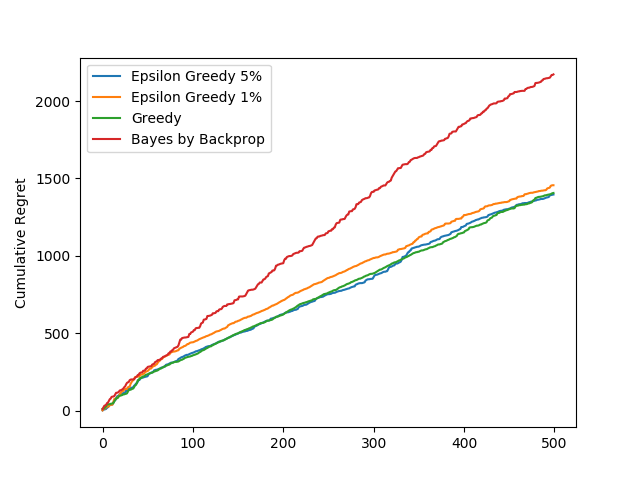 Epsilon Greedy 5%
Epsilon Greedy 1%
Greedy
Bayes by Backprop
Cumulative Regret
2000
1500
1000
500
0
0 100 200 300 400 500